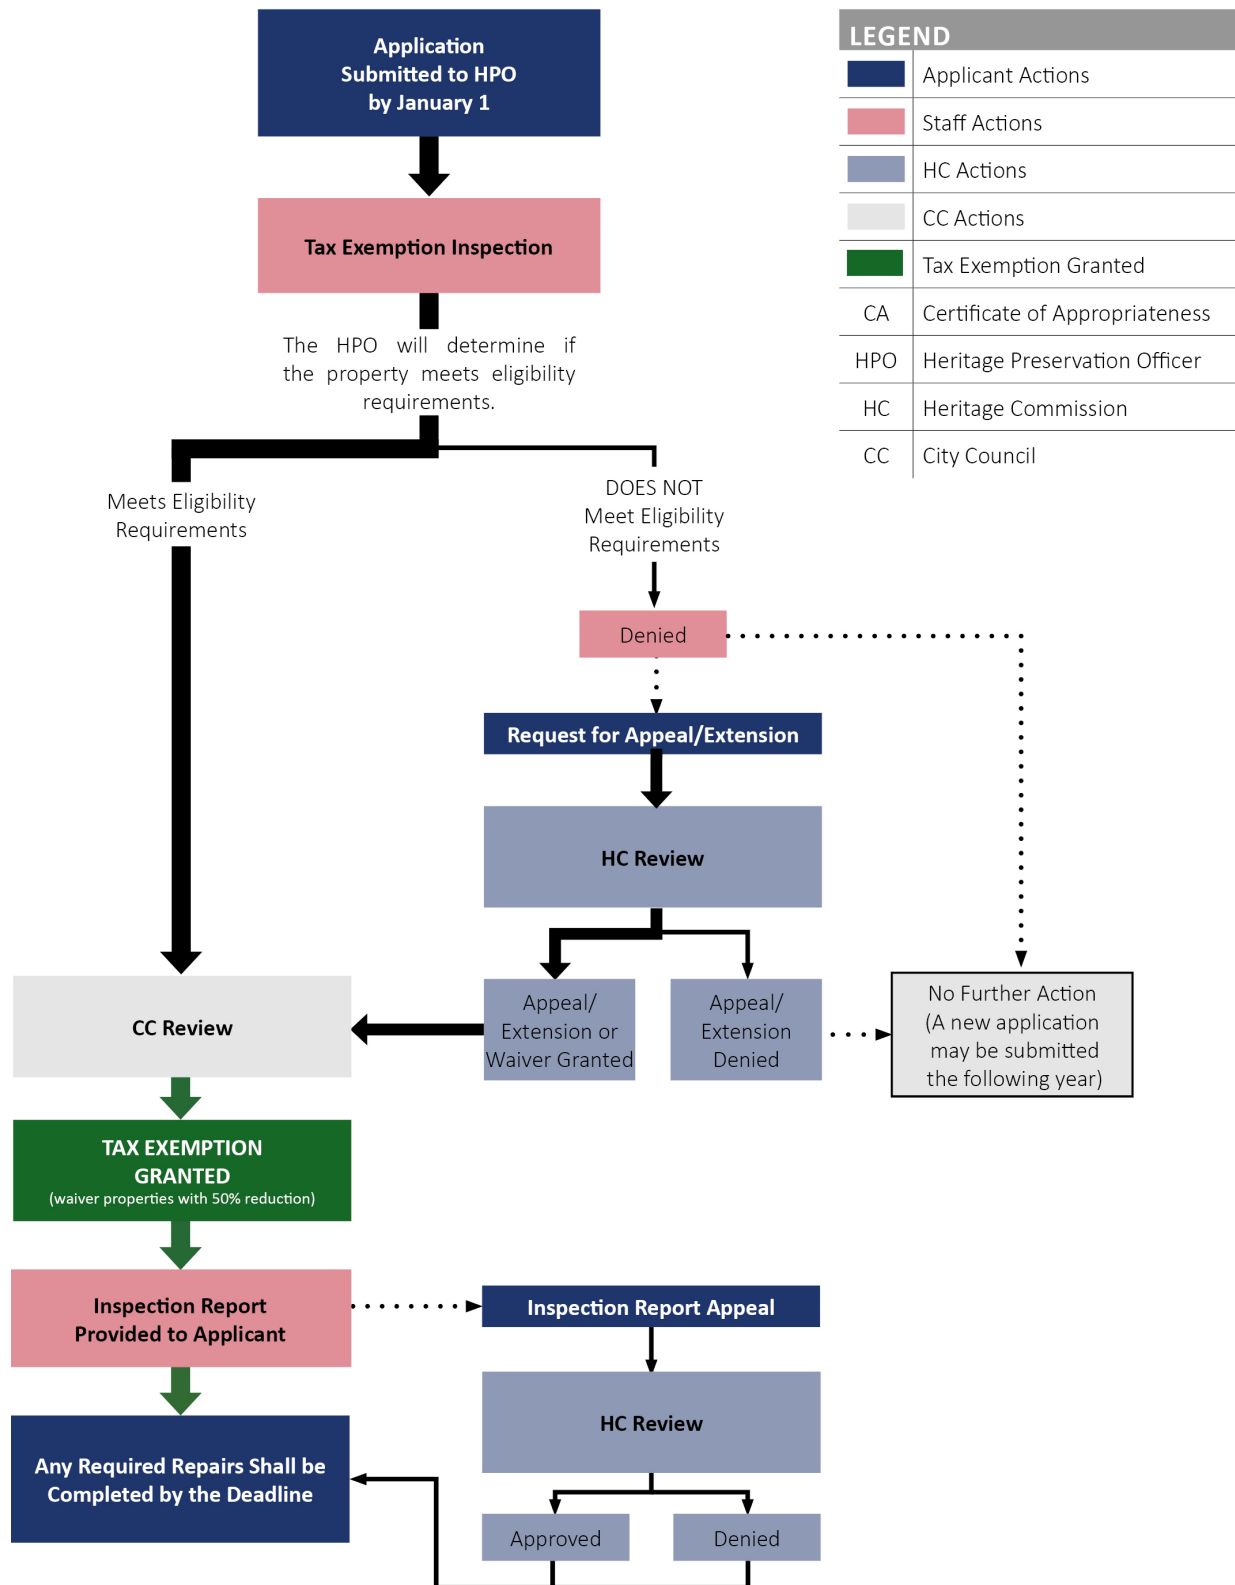 Application
Submitted to HPO
by January 1
Tax Exemption Inspection
The HPO will determine if
the property meets eligibility
requirements.
Meets Eligibility
Requirements
DOES NOT
Meet Eligibility
Requirements
Denied
Request for Appeal/Extension
HC Review
Appeal/
Extension or
Waiver Granted
Appeal/
Extension
Denied
No Further Action
(A new application
may be submitted
the following year)
CC Review
TAX EXEMPTION
GRANTED
(waiver properties with 50% reduction)
Inspection Report
Provided to Applicant
Inspection Report Appeal
HC Review
Approved
Denied
Any Required Repairs Shall be
Completed by the Deadline
LEGEND
Applicant Actions
Staff Actions
HC Actions
CC Actions
Tax Exemption Granted
CA Certificate of Appropriateness
HPO Heritage Preservation Officer
HC Heritage Commission
CC City Council